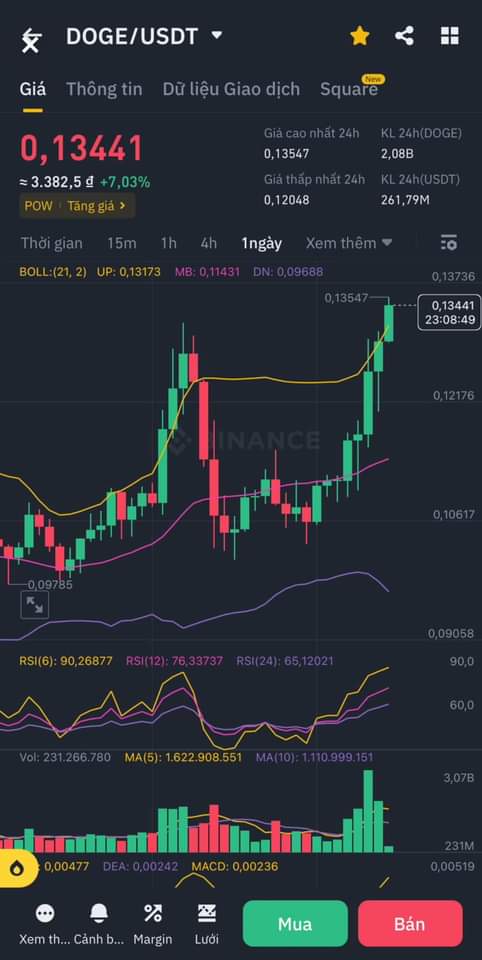 DOGE/USDT
Giá Thông tin Dữ liệu Giao dịch Square New
0,13441
≈ 3.382,5 đ +7,03%
POW Tăng giá
Giá cao nhất 24h KL 24h(DOGE)
0,13547 2,08B
Giá thấp nhất 24h KL 24h(USDT)
0,12048 261,79M
Thời gian 15m 1h 4h 1ngày Xem thêm
BOLL:(21, 2) UP: 0,13173 MB: 0,11431 DN: 0,09688
0,13736
0,13547
0,13441
23:08:49
0,12176
BINANCE
0,10617
0,09785
0,09058
RSI(6): 90,26877 RSI(12): 76,33737 RSI(24): 65,12021
90,0
60,0
Vol: 231.266.780 MA(5): 1.622.908.551 MA(10): 1.110.999.151
3,07B
231M
: 0,00477 DEA: 0,00242 MACD: 0,00236
0,00519
Xem th... Cảnh b... Margin Lưới
Mua Bán